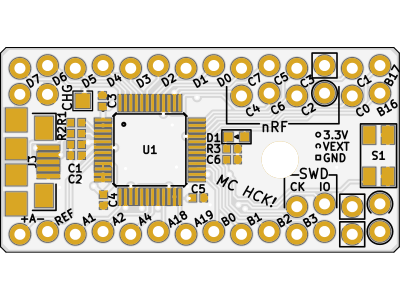 D7 D6 D5 D4 D3 D2 D1 D0 C7 C5 C3 C1 B17
CHG C3 C4 C6 C2 C0 B16
R1
R2
nRF
D1
R3
C6
3.3V
VEXT
GND
U1
S1
J3
C1
C2
MC HCK!
SWD
CK IO
C4 C5
+A- REF A1 A2 A4 A18 A19 B0 B1 B2 B3